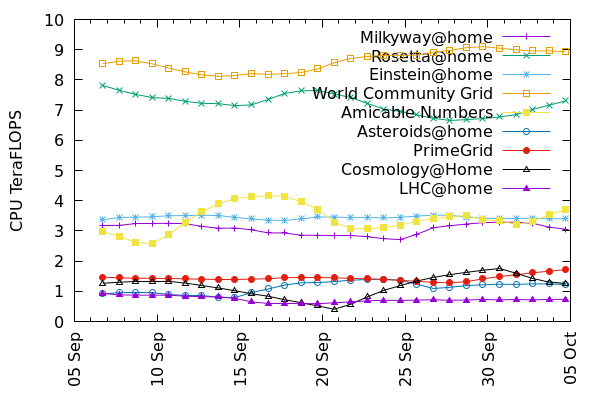 CPU TeraFLOPS
10
9
8
7
6
5
4
3
2
1
0
Milkyway@home
Rosetta@home
Einstein@home
World Community Grid
Amicable Numbers
Asteroids@home
PrimeGrid
Cosmology@Home
LHC@home
05 Sep
10 Sep
15 Sep
20 Sep
25 Sep
30 Sep
05 Oct